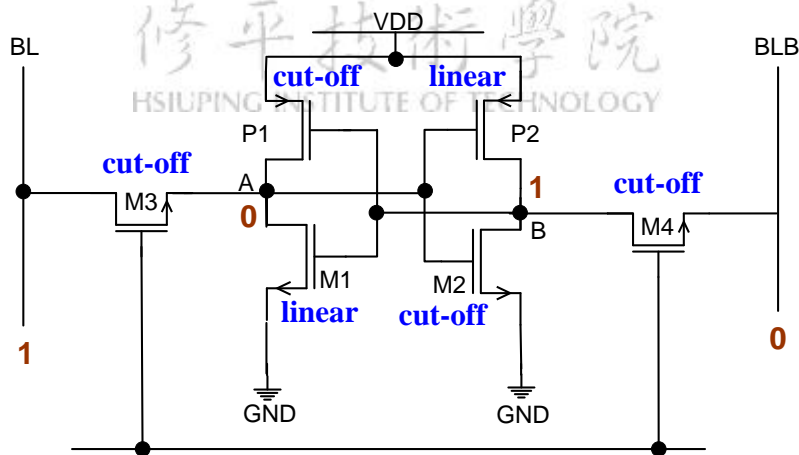 修平技術學院
HSIUPING INSTITUTE OF TECHNOLOGY
VDD
BL
BLB
cut-off
linear
P1
P2
cut-off
A
1
cut-off
M3
0
B
M4
M1
M2
linear
cut-off
1
0
GND
GND